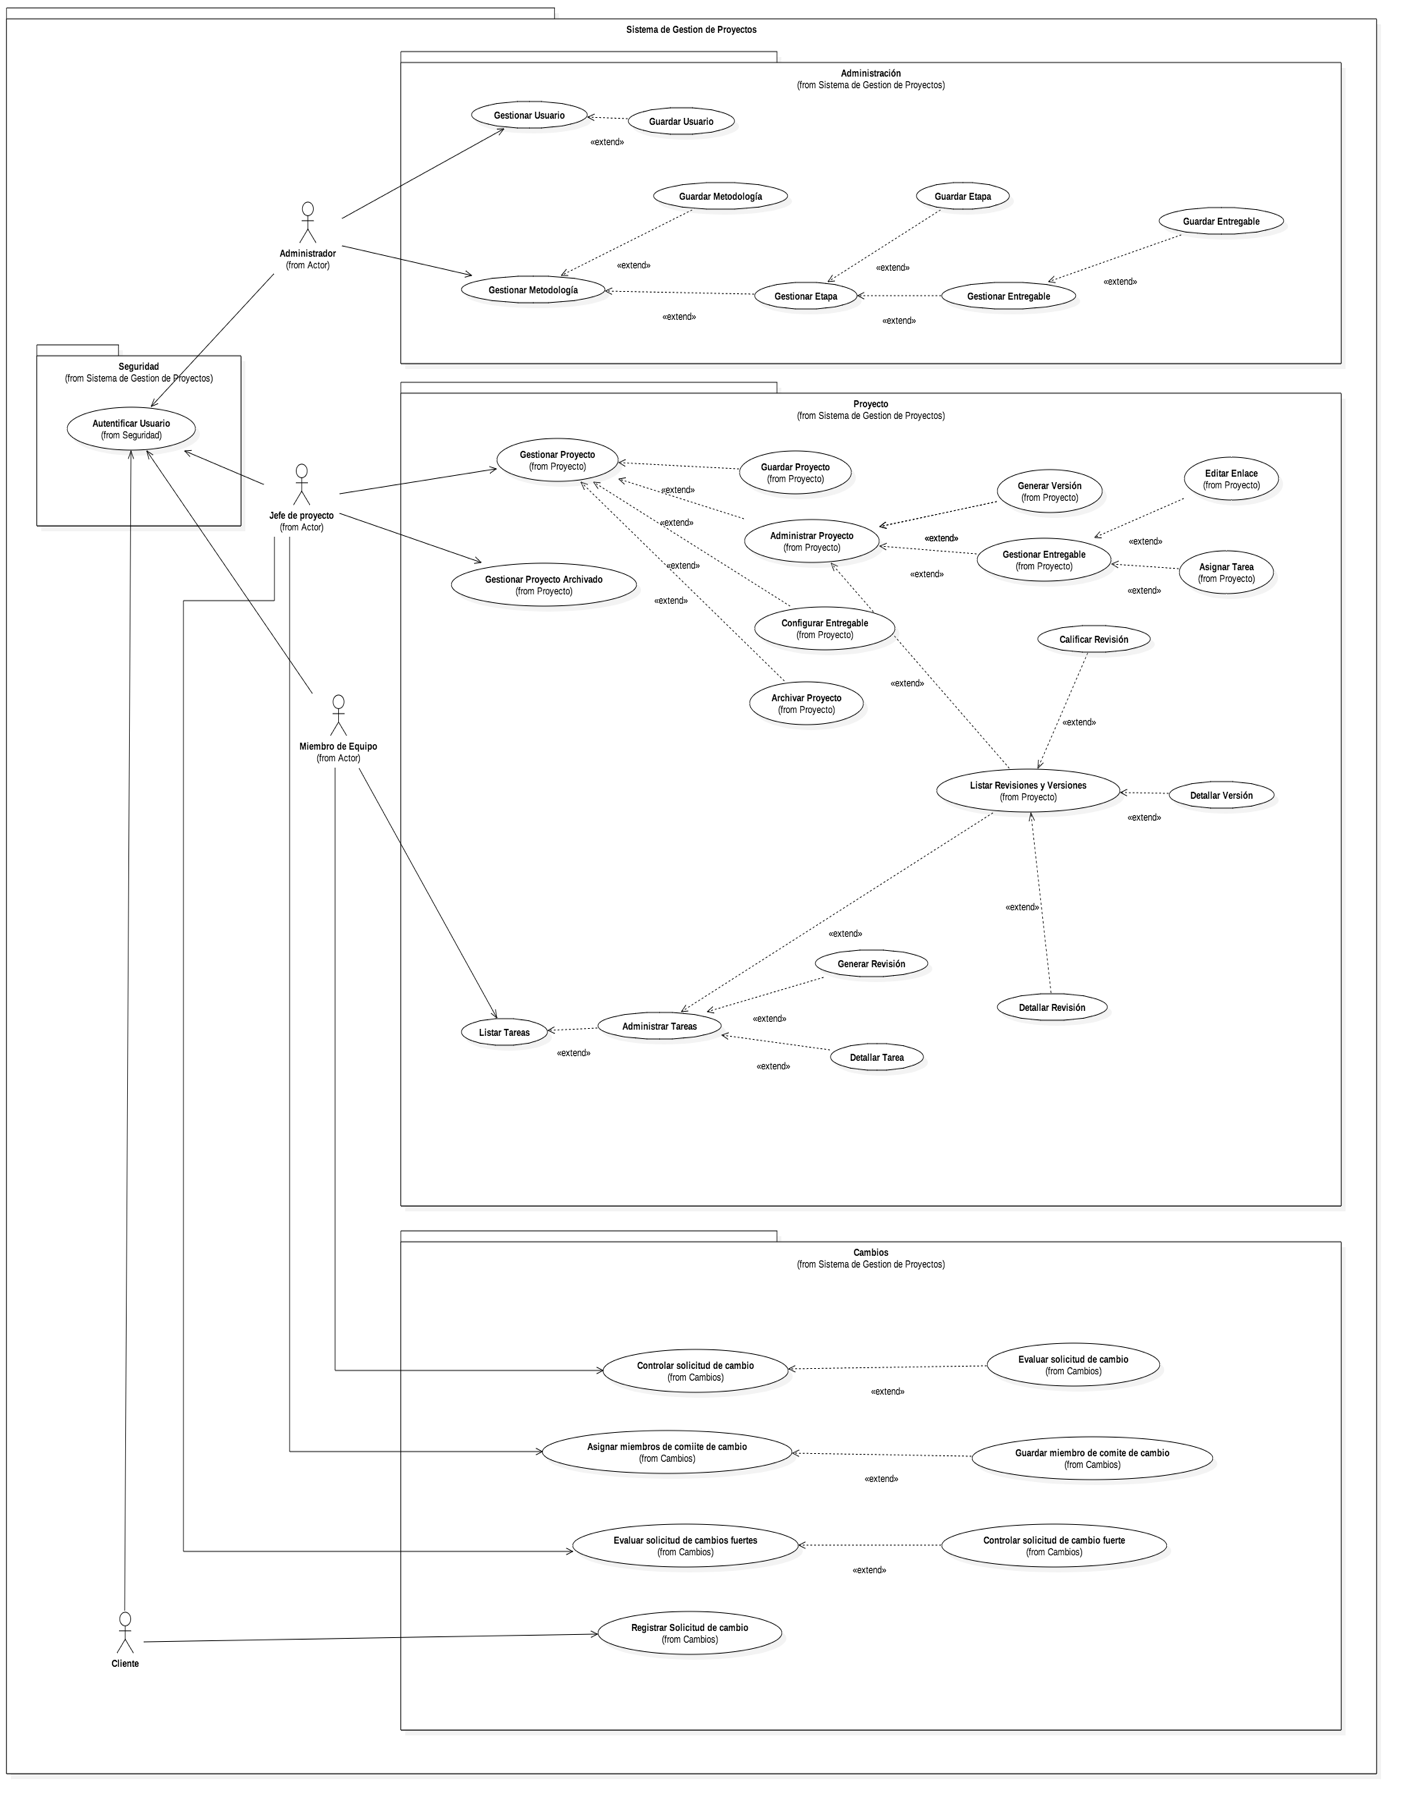 Sistema de Gestion de Proyectos
Administración
(from Sistema de Gestion de Proyectos)
Gestionar Usuario
Guardar Usuario
«extend»
Guardar Metodología
Guardar Etapa
Guardar Entregable
Administrador
(from Actor)
«extend»
«extend»
«extend»
Gestionar Metodología
Gestionar Etapa
Gestionar Entregable
«extend»
«extend»
Seguridad
(from Sistema de Gestion de Proyectos)
Autentificar Usuario
(from Seguridad)
Proyecto
(from Sistema de Gestion de Proyectos)
Gestionar Proyecto
(from Proyecto)
Guardar Proyecto
(from Proyecto)
Generar Versión
(from Proyecto)
Editar Enlace
(from Proyecto)
«extend»
Jefe de proyecto
(from Actor)
«extend»
Administrar Proyecto
(from Proyecto)
«extend»
«extend»
Gestionar Entregable
(from Proyecto)
«extend»
Asignar Tarea
(from Proyecto)
«extend»
«extend»
Gestionar Proyecto Archivado
(from Proyecto)
«extend»
«extend»
Configurar Entregable
(from Proyecto)
Calificar Revisión
«extend»
Archivar Proyecto
(from Proyecto)
«extend»
Miembro de Equipo
(from Actor)
Listar Revisiones y Versiones
(from Proyecto)
Detallar Versión
«extend»
«extend»
«extend»
Generar Revisión
Detallar Revisión
«extend»
Listar Tareas
Administrar Tareas
«extend»
Detallar Tarea
«extend»
Cambios
(from Sistema de Gestion de Proyectos)
Controlar solicitud de cambio
(from Cambios)
Evaluar solicitud de cambio
(from Cambios)
«extend»
Asignar miembros de comiite de cambio
(from Cambios)
Guardar miembro de comite de cambio
(from Cambios)
«extend»
Evaluar solicitud de cambios fuertes
(from Cambios)
Controlar solicitud de cambio fuerte
(from Cambios)
«extend»
Registrar Solicitud de cambio
(from Cambios)
Cliente